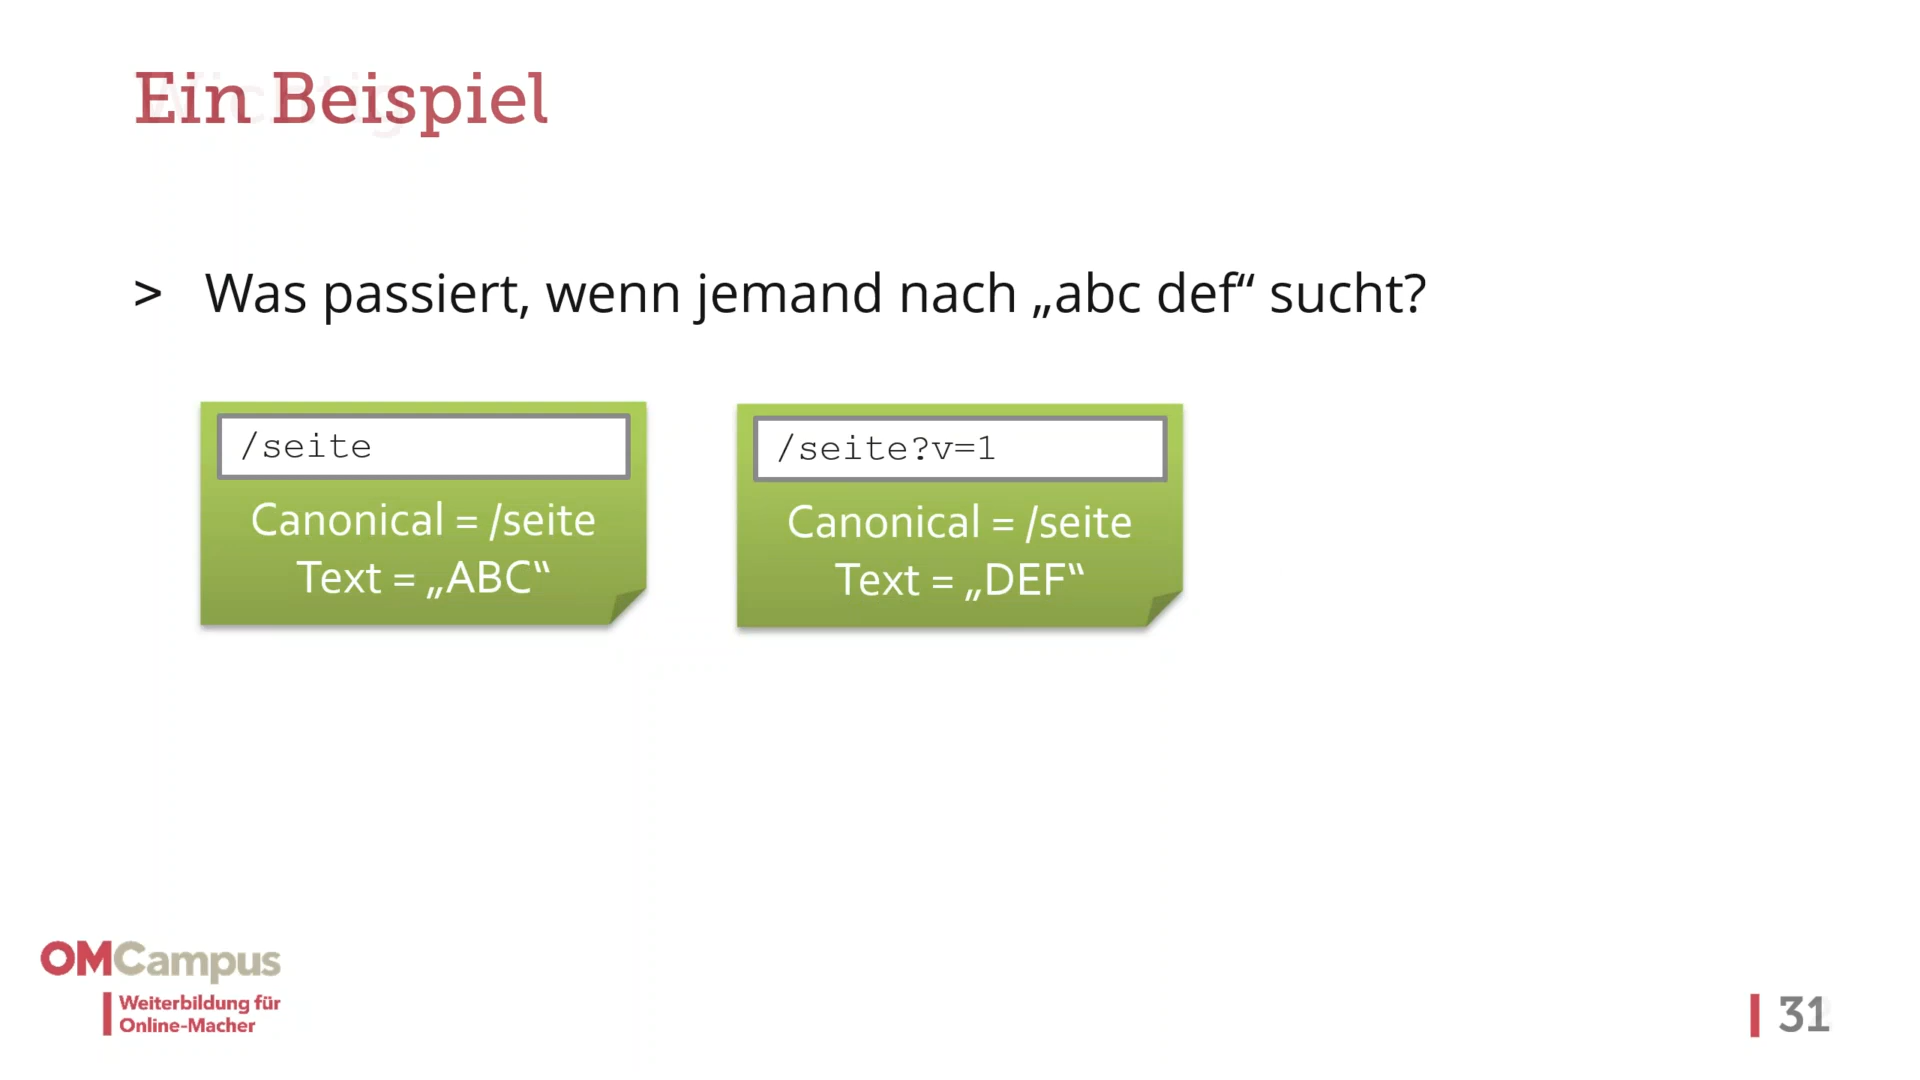 Ein Beispiel
> Was passiert, wenn jemand nach „abc def“ sucht?
/seite
Canonical = /seite
Text = „ABC“
/seite?v=1
Canonical = /seite
Text = „DEF“
OMCampus
Weiterbildung für
Online-Macher
31